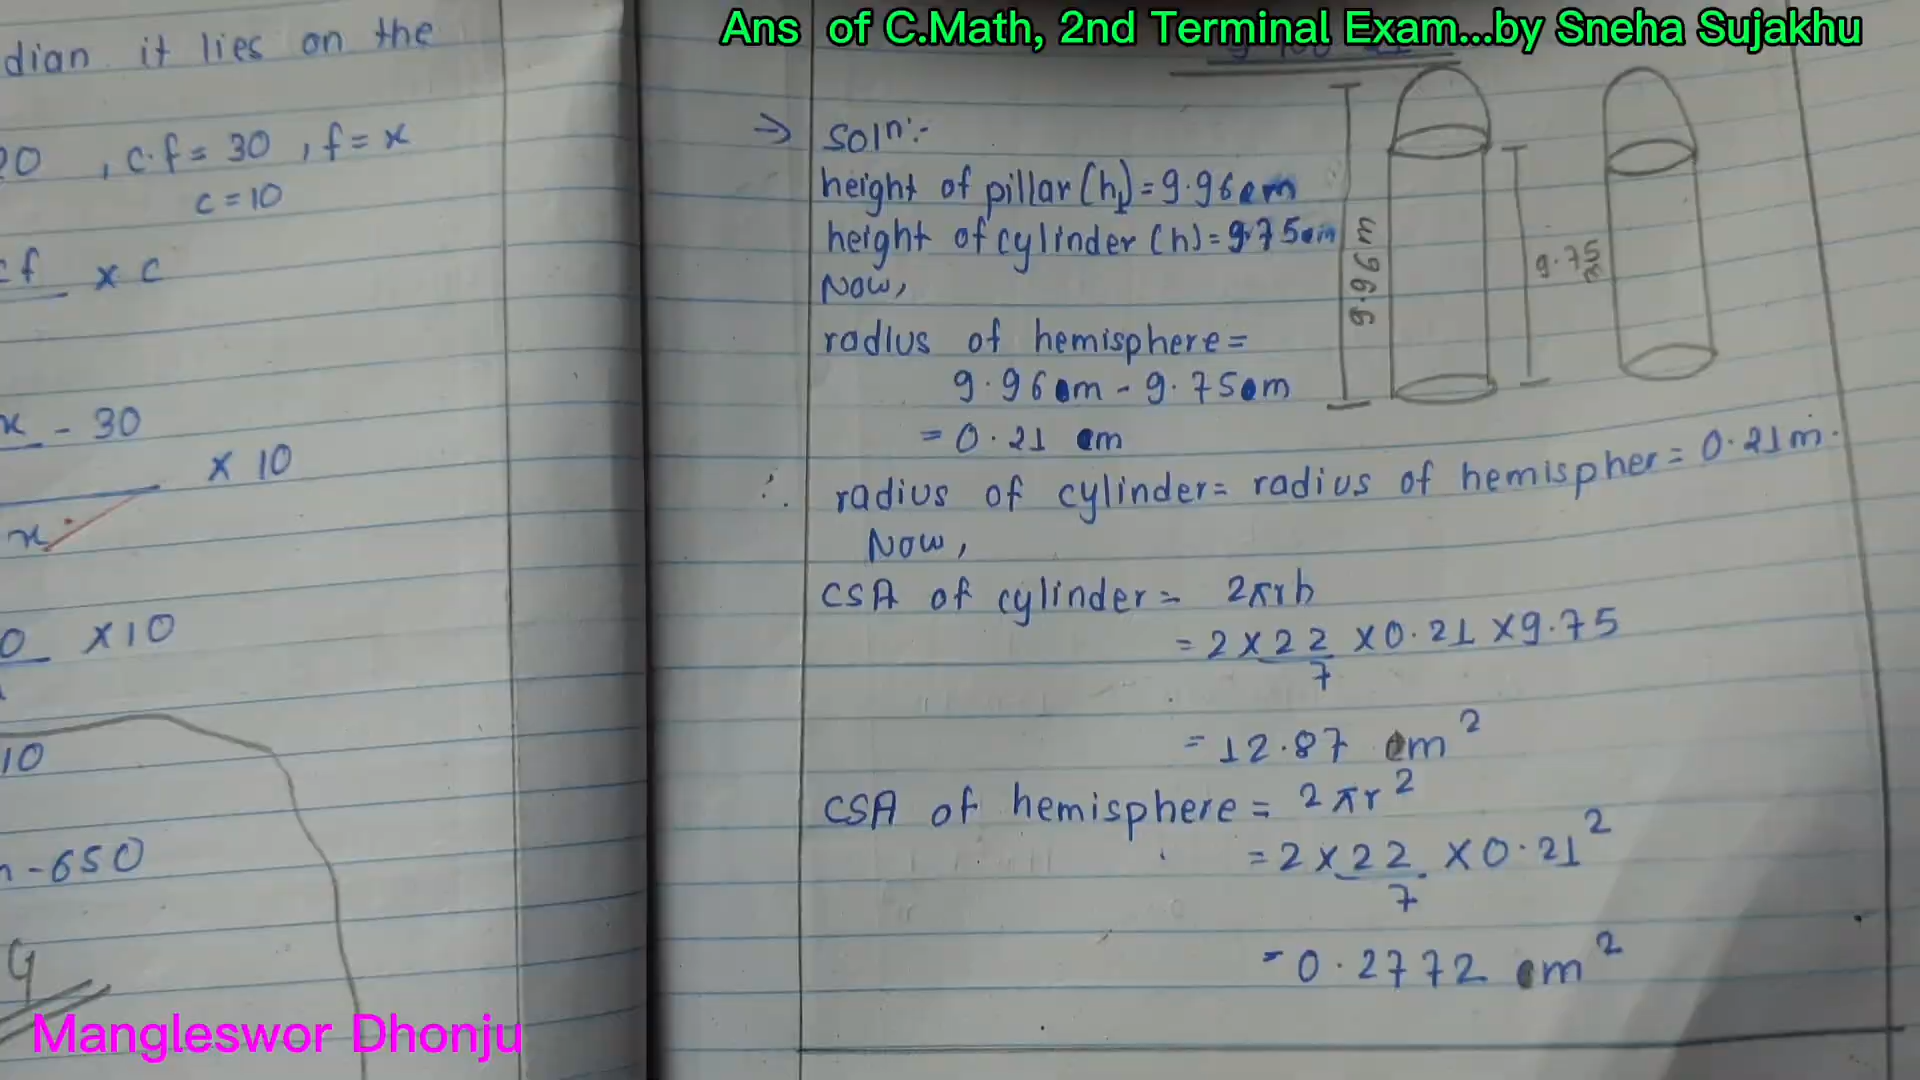 Ans of C.Math, 2nd Terminal Exam...by Sneha Sujakhu
dian it lies on the
20 , c.f = 30 , f = x
c = 10
cf x c
x - 30
x 10
x
0 x 10
10
n - 650
G
→ Soln:-
height of pillar (h1) = 9.96 m
height of cylinder (h) = 9.75 m
Now,
radius of hemisphere =
9.96 m - 9.75 m
= 0.21 m
∴ radius of cylinder = radius of hemispher = 0.21 m.
Now,
CSA of cylinder = 2πrh
= 2 x 22 x 0.21 x 9.75
7
= 12.87 m²
CSA of hemisphere = 2πr²
= 2 x 22 x 0.21²
7
= 0.2772 m²
9.96 m
9.75 m
Mangleswor Dhonju